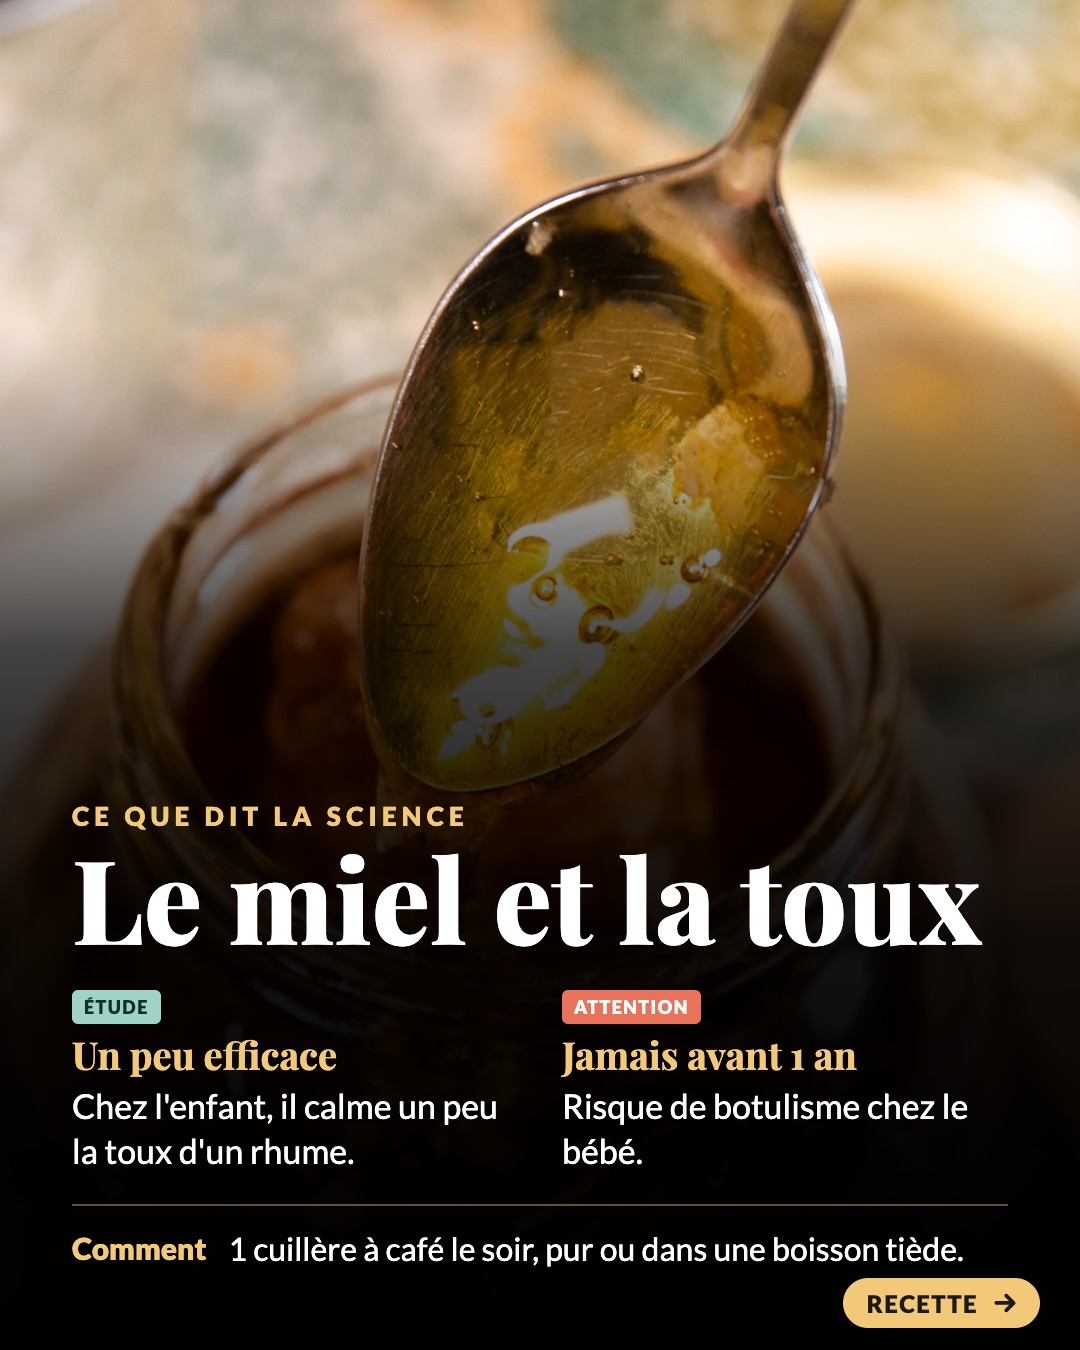 CE QUE DIT LA SCIENCE
Le miel et la toux
ÉTUDE
Un peu efficace
Chez l'enfant, il calme un peu
la toux d'un rhume.
ATTENTION
Jamais avant 1 an
Risque de botulisme chez le
bébé.
Comment 1 cuillère à café le soir, pur ou dans une boisson tiède.
RECETTE →